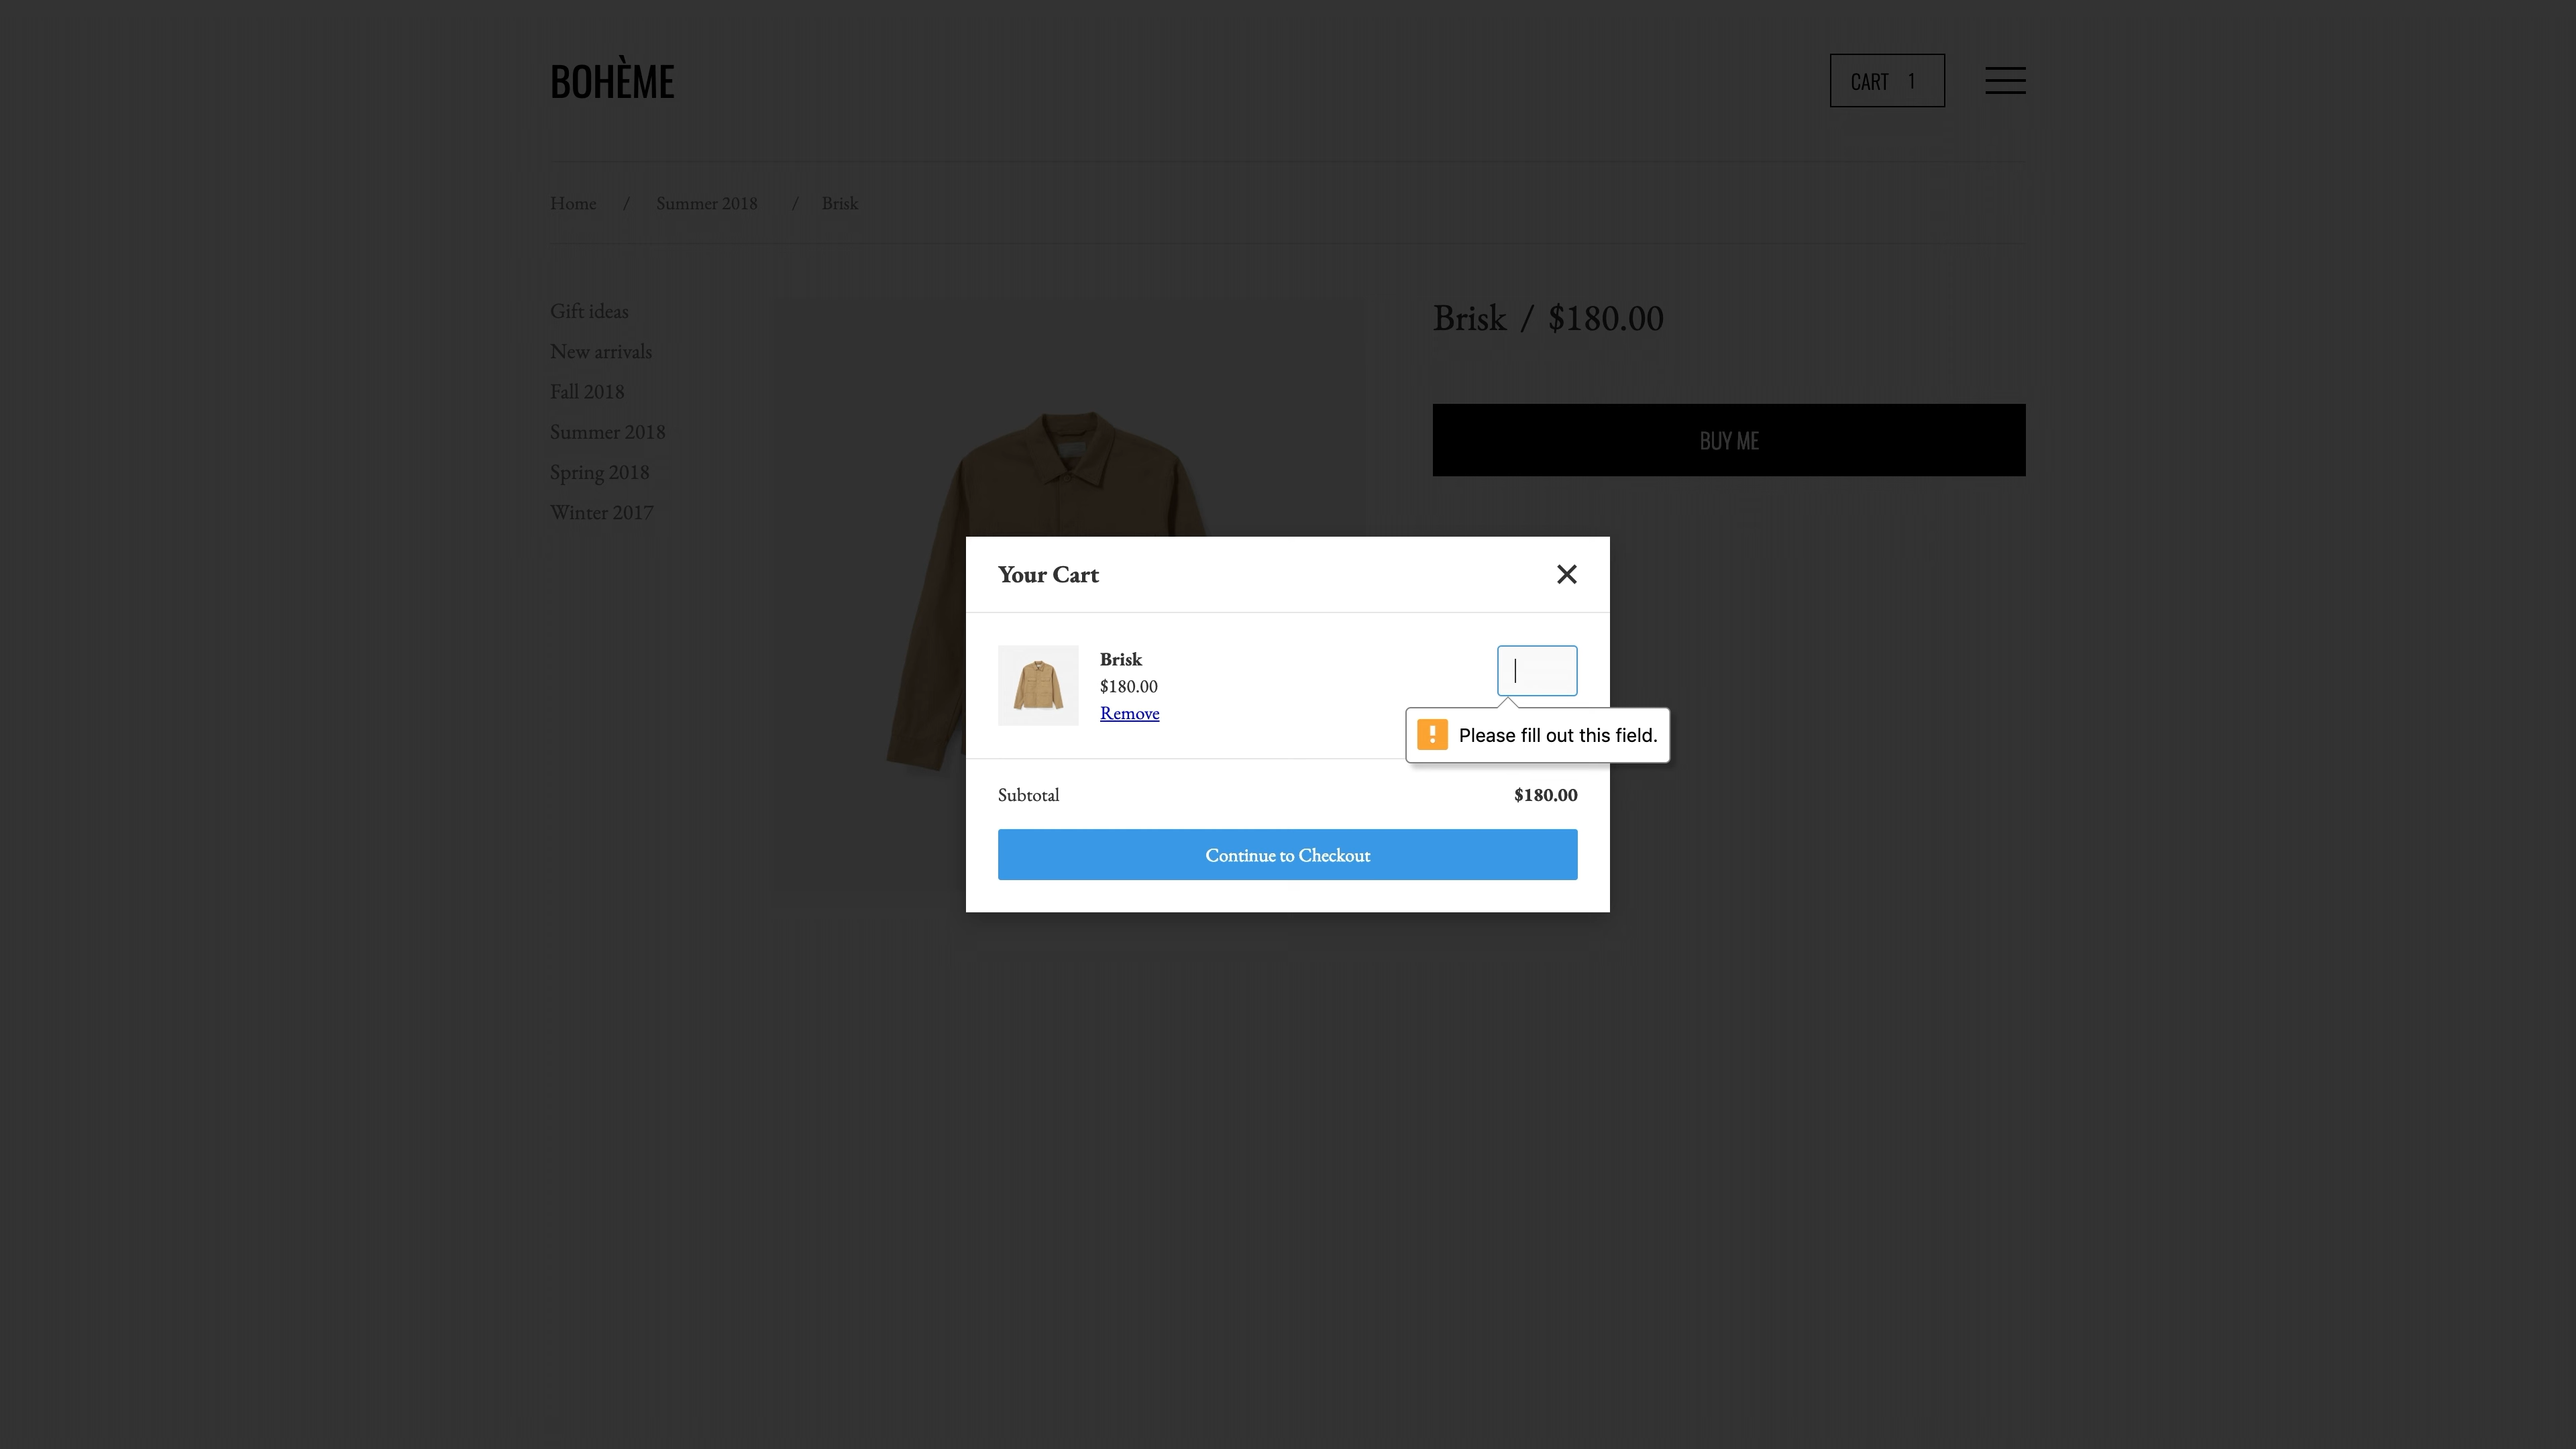 BOHÈME
CART 1
Home / Summer 2018 / Brisk
Gift ideas
New arrivals
Fall 2018
Summer 2018
Spring 2018
Winter 2017
Brisk / $180.00
BUY ME
Your Cart
Brisk
$180.00
Remove
Please fill out this field.
Subtotal $180.00
Continue to Checkout